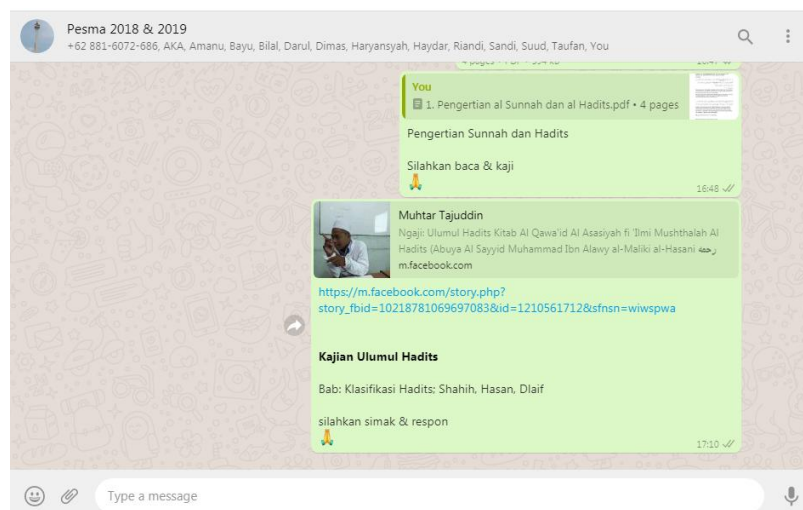 Pesma 2018 & 2019
+62 881-6072-686, AKA, Amanu, Bayu, Bilal, Darul, Dimas, Haryansyah, Haydar, Riandi, Sandi, Suud, Taufan, You
You
1. Pengertian al Sunnah dan al Hadits.pdf • 4 pages
Pengertian Sunnah dan Hadits
Silahkan baca & kaji
16:48
Muhtar Tajuddin
Ngaji: Ulumul Hadits Kitab Al Qawa'id Al Asasiyah fi 'Ilmi Mushthalah Al
Hadits (Abuya Al Sayyid Muhammad Ibn Alawy al-Maliki al-Hasani رحمه
m.facebook.com
https://m.facebook.com/story.php?
story_fbid=10218781069697083&id=1210561712&sfnsn=wiwspwa
Kajian Ulumul Hadits
Bab: Klasifikasi Hadits; Shahih, Hasan, Dlaif
silahkan simak & respon
17:10
Type a message